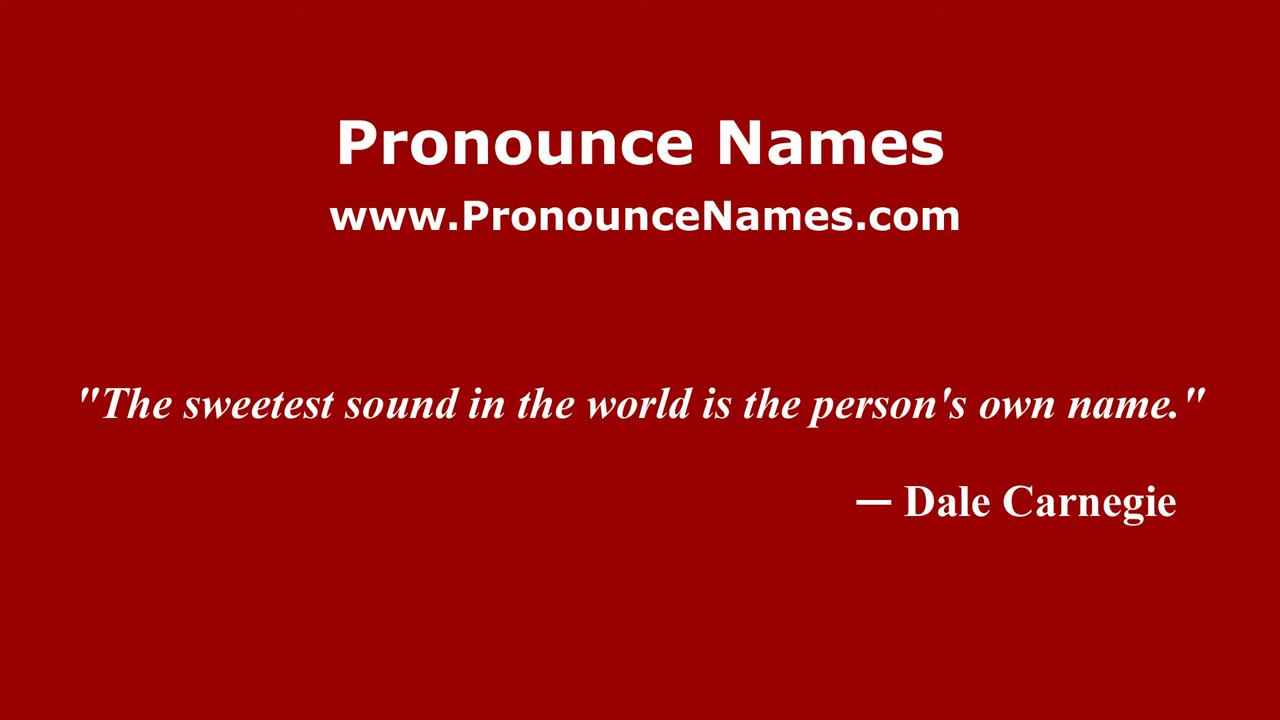 Pronounce Names
www.PronounceNames.com
"The sweetest sound in the world is the person's own name."
— Dale Carnegie